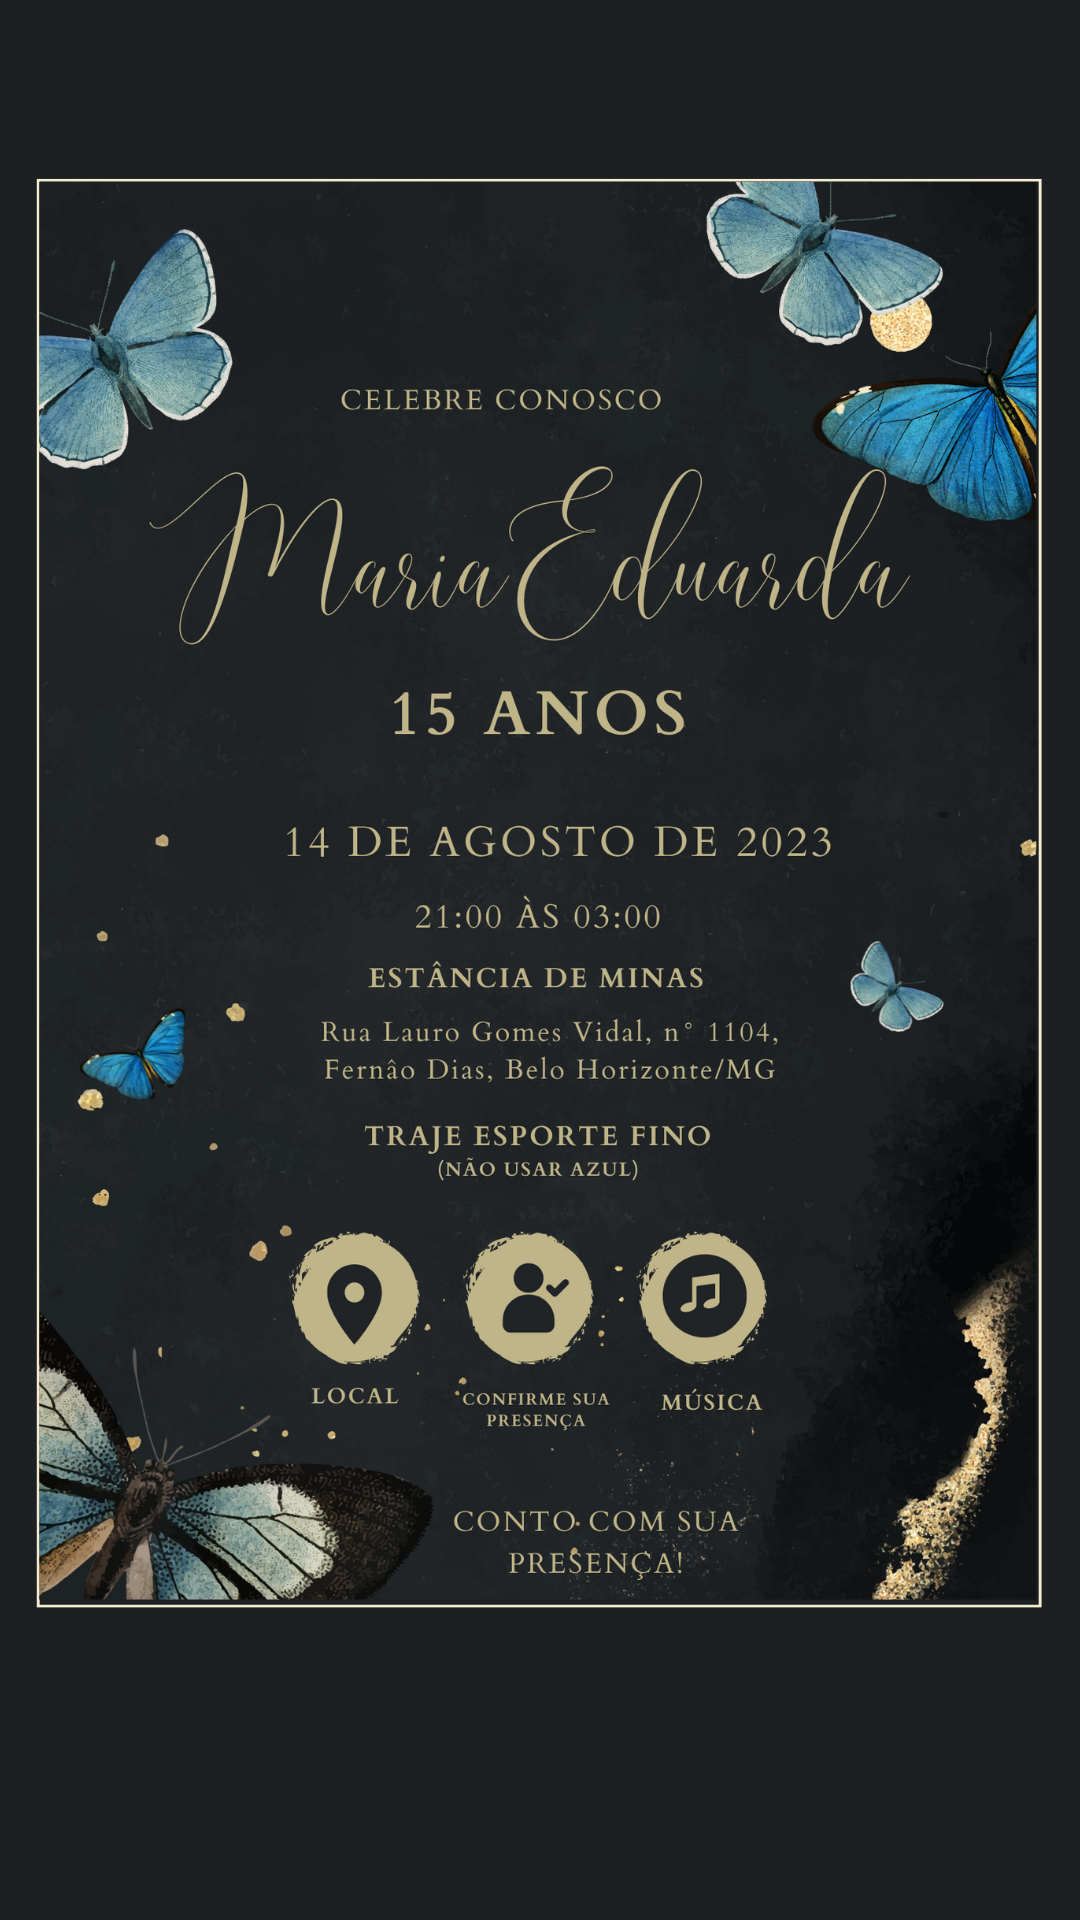 CELEBRE CONOSCO
Maria Eduarda
15 ANOS
14 DE AGOSTO DE 2023
21:00 ÀS 03:00
ESTÂNCIA DE MINAS
Rua Lauro Gomes Vidal, n° 1104,
Fernâo Dias, Belo Horizonte/MG
TRAJE ESPORTE FINO
(NÃO USAR AZUL)
LOCAL
CONFIRME SUA
PRESENÇA
MÚSICA
CONTO COM SUA
PRESENÇA!